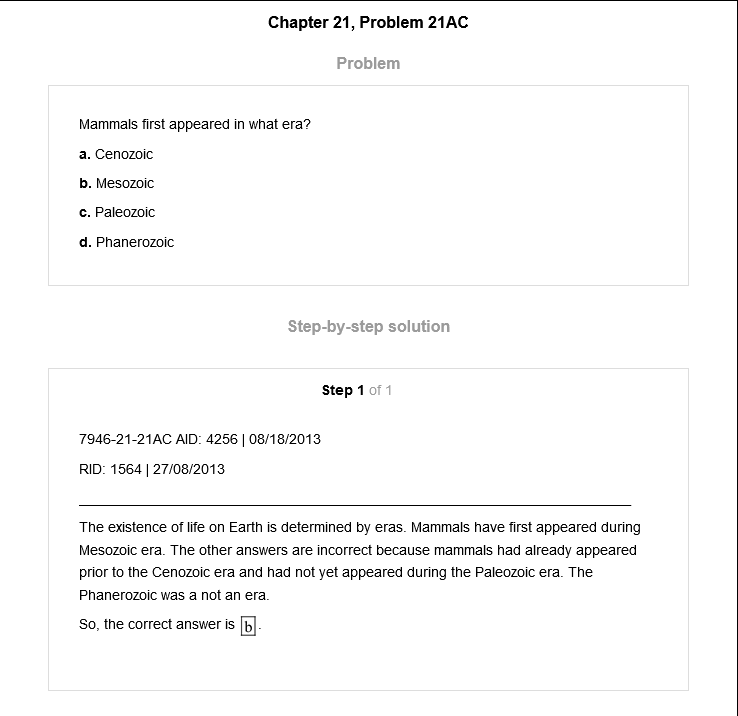 Chapter 21, Problem 21AC
Problem
Mammals first appeared in what era?
a. Cenozoic
b. Mesozoic
c. Paleozoic
d. Phanerozoic
Step-by-step solution
Step 1 of 1
7946-21-21AC AID: 4256 | 08/18/2013
RID: 1564 | 27/08/2013
The existence of life on Earth is determined by eras. Mammals have first appeared during
Mesozoic era. The other answers are incorrect because mammals had already appeared
prior to the Cenozoic era and had not yet appeared during the Paleozoic era. The
Phanerozoic was a not an era.
So, the correct answer is b.